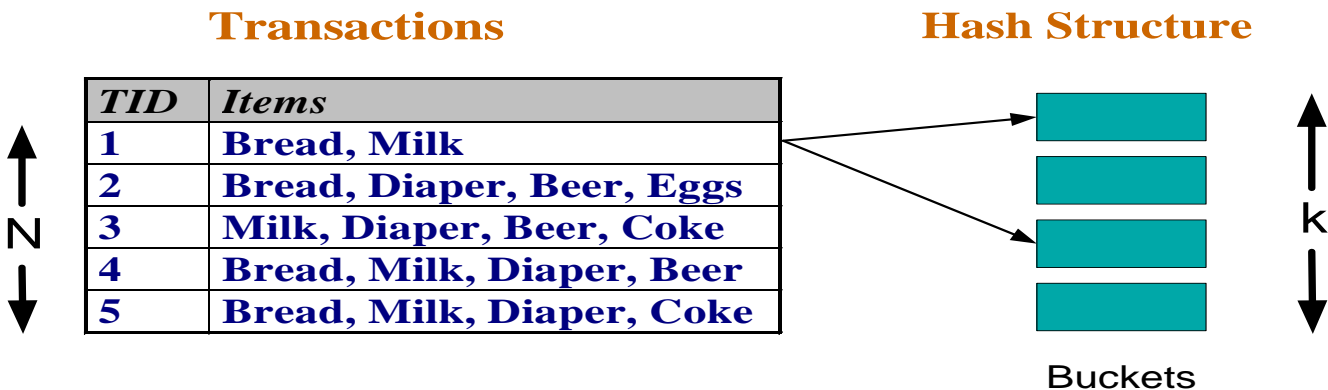 Transactions
Hash Structure
TID Items
1 Bread, Milk
2 Bread, Diaper, Beer, Eggs
3 Milk, Diaper, Beer, Coke
4 Bread, Milk, Diaper, Beer
5 Bread, Milk, Diaper, Coke
N
k
Buckets